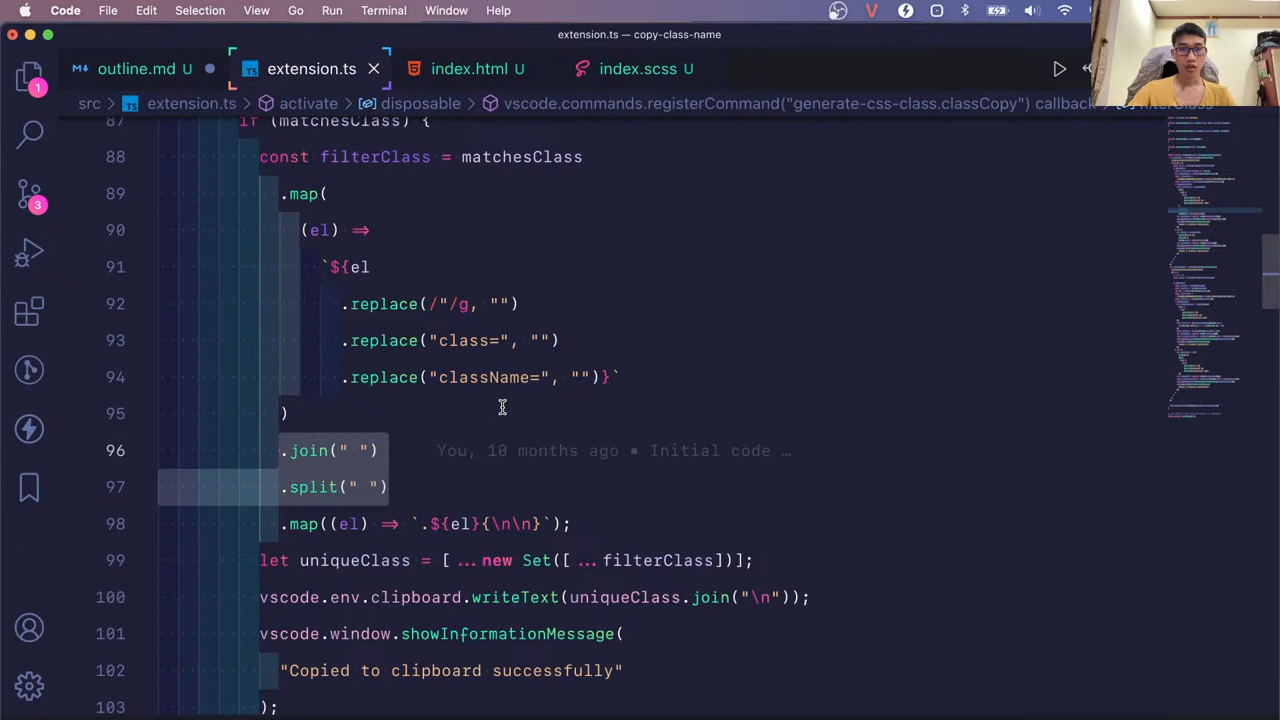 Code File Edit Selection View Go Run Terminal Window Help
extension.ts — copy-class-name
outline.md U extension.ts index.html U index.scss U
src extension.ts activate disposable vscode.commands.registerCommand("generate-css-class.classCopy") callback filterClass
87 if (matchesClass) {
88 const filterClass = matchesClass
89 .map(
90 (el) =>
91 `${el
92 .replace(/"/g, "")
93 .replace("class=", "")
94 .replace("className=", "")}`
95 )
96 .join(" ") You, 10 months ago • Initial code …
97 .split(" ")
98 .map((el) => `.${el}{\n\n}`);
99 let uniqueClass = [...new Set([...filterClass])];
100 vscode.env.clipboard.writeText(uniqueClass.join("\n"));
101 vscode.window.showInformationMessage(
102 "Copied to clipboard successfully"
103 );
1
3